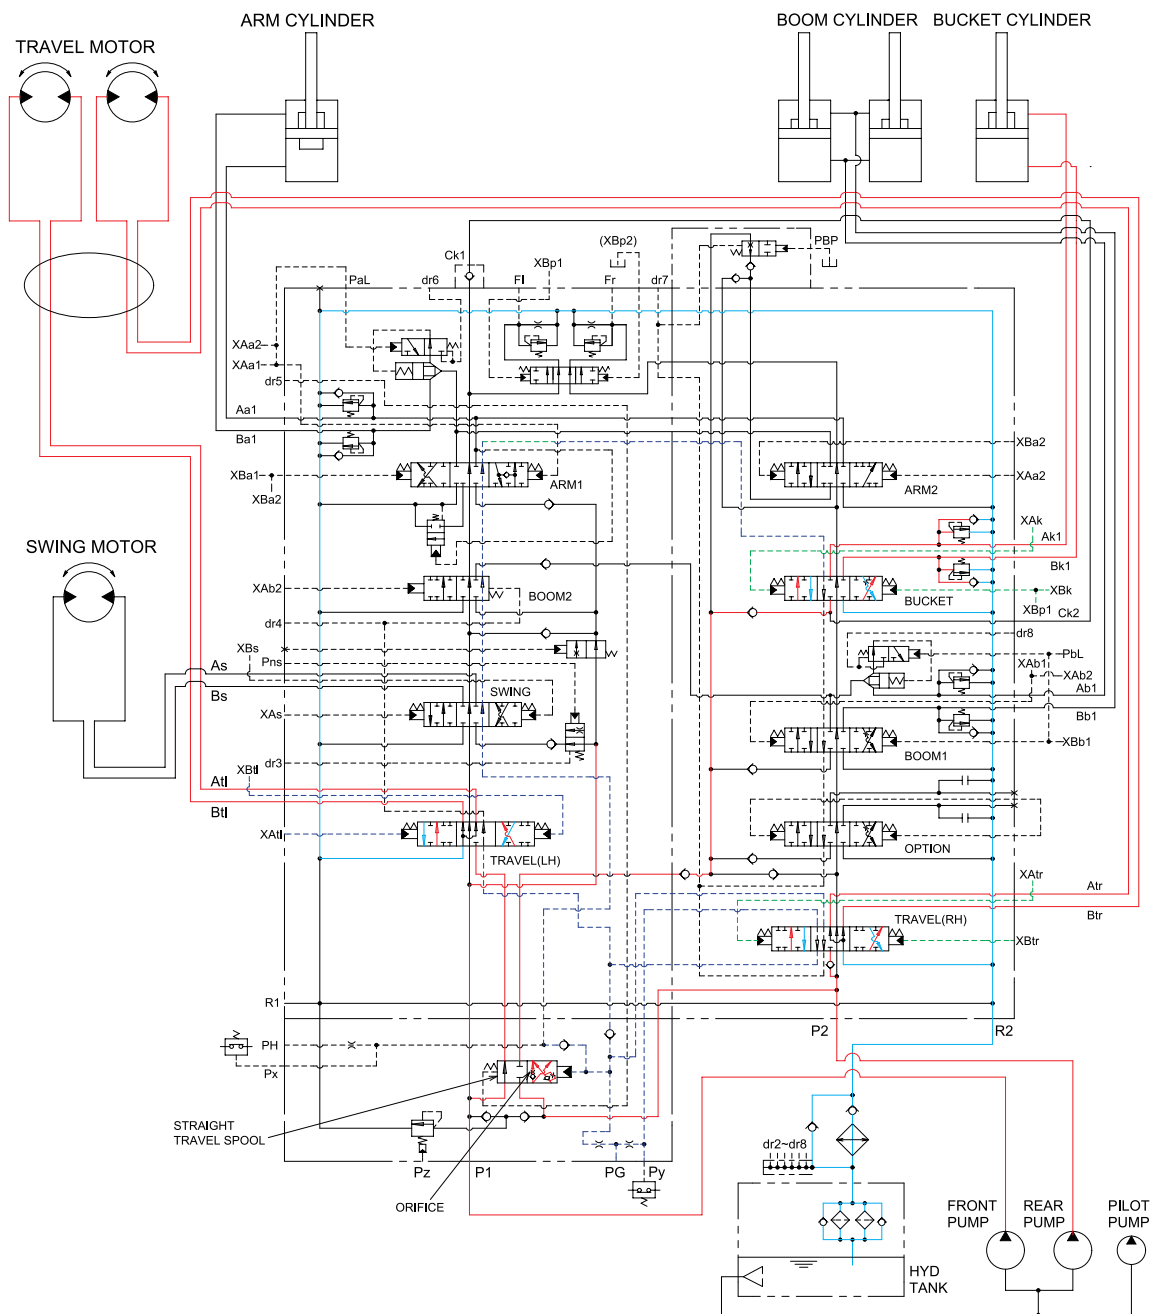 ARM CYLINDER
BOOM CYLINDER
BUCKET CYLINDER
TRAVEL MOTOR
(XBp2)
PBP
Ck1
XBp1
PaL
dr6
Fl
Fr
dr7
XAa2
XAa1
dr5
Aa1
Ba1
XBa2
XBa1
ARM1
XAa2
ARM2
XBa2
XAk
Ak1
SWING MOTOR
Bk1
XAb2
BOOM2
BUCKET
XBk
XBp1
Ck2
dr4
dr8
XBs
Pns
As
PbL
XAb1
XAb2
Bs
SWING
Ab1
XAs
Bb1
XBb1
BOOM1
dr3
XBtl
Atl
Btl
XAtl
TRAVEL(LH)
OPTION
XAtr
Atr
TRAVEL(RH)
Btr
XBtr
R1
P2
R2
PH
Px
STRAIGHT
TRAVEL SPOOL
dr2~dr8
Pz
P1
PG
Py
ORIFICE
FRONT
PUMP
REAR
PUMP
PILOT
PUMP
HYD
TANK